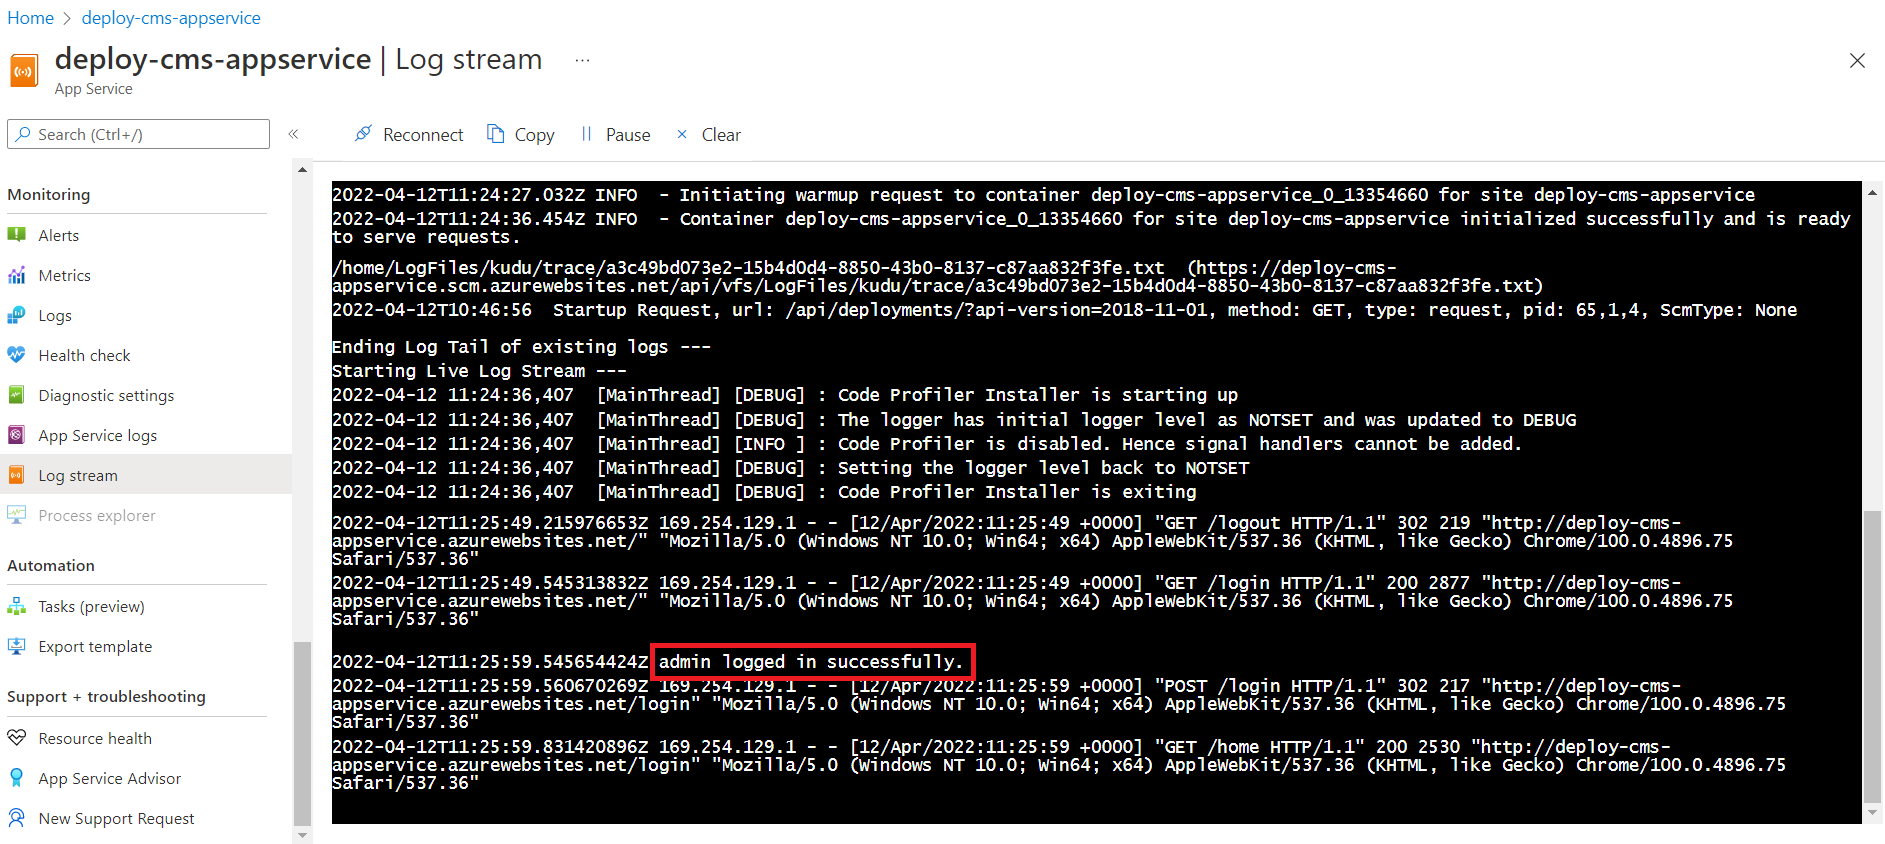 Home > deploy-cms-appservice
deploy-cms-appservice | Log stream ...
App Service
Search (Ctrl+/)
«
Reconnect
Copy
Pause
Clear
Monitoring
Alerts
Metrics
Logs
Health check
Diagnostic settings
App Service logs
Log stream
Process explorer
Automation
Tasks (preview)
Export template
Support + troubleshooting
Resource health
App Service Advisor
New Support Request
2022-04-12T11:24:27.032Z INFO  - Initiating warmup request to container deploy-cms-appservice_0_13354660 for site deploy-cms-appservice
2022-04-12T11:24:36.454Z INFO  - Container deploy-cms-appservice_0_13354660 for site deploy-cms-appservice initialized successfully and is ready
to serve requests.
/home/LogFiles/kudu/trace/a3c49bd073e2-15b4d0d4-8850-43b0-8137-c87aa832f3fe.txt  (https://deploy-cms-
appservice.scm.azurewebsites.net/api/vfs/LogFiles/kudu/trace/a3c49bd073e2-15b4d0d4-8850-43b0-8137-c87aa832f3fe.txt)
2022-04-12T10:46:56  Startup Request, url: /api/deployments/?api-version=2018-11-01, method: GET, type: request, pid: 65,1,4, ScmType: None
Ending Log Tail of existing logs ---
Starting Live Log Stream ---
2022-04-12 11:24:36,407  [MainThread] [DEBUG] : Code Profiler Installer is starting up
2022-04-12 11:24:36,407  [MainThread] [DEBUG] : The logger has initial logger level as NOTSET and was updated to DEBUG
2022-04-12 11:24:36,407  [MainThread] [INFO ] : Code Profiler is disabled. Hence signal handlers cannot be added.
2022-04-12 11:24:36,407  [MainThread] [DEBUG] : Setting the logger level back to NOTSET
2022-04-12 11:24:36,407  [MainThread] [DEBUG] : Code Profiler Installer is exiting
2022-04-12T11:25:49.215976653Z 169.254.129.1 - - [12/Apr/2022:11:25:49 +0000] "GET /logout HTTP/1.1" 302 219 "http://deploy-cms-
appservice.azurewebsites.net/" "Mozilla/5.0 (Windows NT 10.0; Win64; x64) AppleWebKit/537.36 (KHTML, like Gecko) Chrome/100.0.4896.75
Safari/537.36"
2022-04-12T11:25:49.545313832Z 169.254.129.1 - - [12/Apr/2022:11:25:49 +0000] "GET /login HTTP/1.1" 200 2877 "http://deploy-cms-
appservice.azurewebsites.net/" "Mozilla/5.0 (Windows NT 10.0; Win64; x64) AppleWebKit/537.36 (KHTML, like Gecko) Chrome/100.0.4896.75
Safari/537.36"
2022-04-12T11:25:59.545654424Z admin logged in successfully.
2022-04-12T11:25:59.560670269Z 169.254.129.1 - - [12/Apr/2022:11:25:59 +0000] "POST /login HTTP/1.1" 302 217 "http://deploy-cms-
appservice.azurewebsites.net/login" "Mozilla/5.0 (Windows NT 10.0; Win64; x64) AppleWebKit/537.36 (KHTML, like Gecko) Chrome/100.0.4896.75
Safari/537.36"
2022-04-12T11:25:59.831420896Z 169.254.129.1 - - [12/Apr/2022:11:25:59 +0000] "GET /home HTTP/1.1" 200 2530 "http://deploy-cms-
appservice.azurewebsites.net/login" "Mozilla/5.0 (Windows NT 10.0; Win64; x64) AppleWebKit/537.36 (KHTML, like Gecko) Chrome/100.0.4896.75
Safari/537.36"